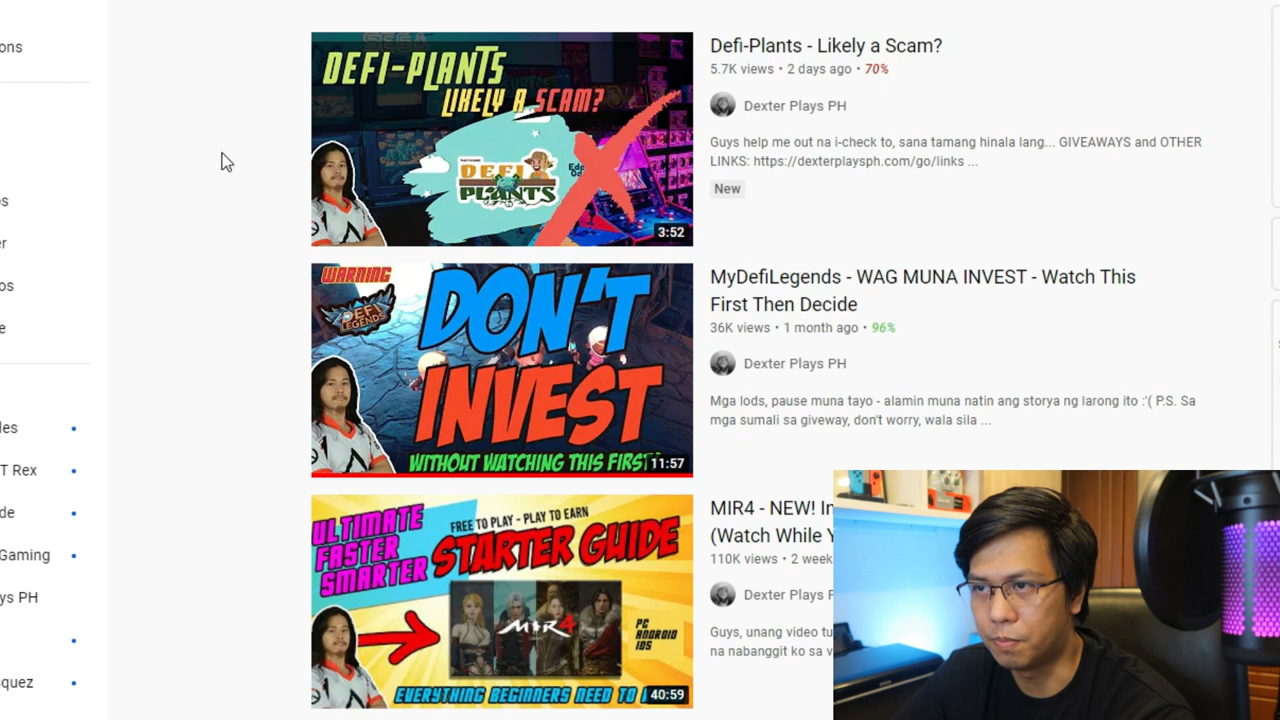 ons
s
er
os
e
les
T Rex
de
Gaming
ys PH
squez
DEFI-PLANTS
LIKELY A SCAM?
DEFI
PLANTS
3:52
Defi-Plants - Likely a Scam?
5.7K views • 2 days ago • 70%
Dexter Plays PH
Guys help me out na i-check to, sana tamang hinala lang... GIVEAWAYS and OTHER
LINKS: https://dexterplaysph.com/go/links ...
New
WARNING
DEFI
LEGENDS
DON'T
INVEST
WITHOUT WATCHING THIS FIRST
11:57
MyDefiLegends - WAG MUNA INVEST - Watch This
First Then Decide
36K views • 1 month ago • 96%
Dexter Plays PH
Mga lods, pause muna tayo - alamin muna natin ang storya ng larong ito :'( P.S. Sa
mga sumali sa giveway, don't worry, wala sila ...
ULTIMATE
FASTER
SMARTER
FREE TO PLAY - PLAY TO EARN
STARTER GUIDE
MIR4
PC
ANDROID
IOS
EVERYTHING BEGINNERS NEED TO
40:59
MIR4 - NEW! In
(Watch While Y
110K views • 2 week
Dexter Plays P
Guys, unang video tu
na nabanggit ko sa v